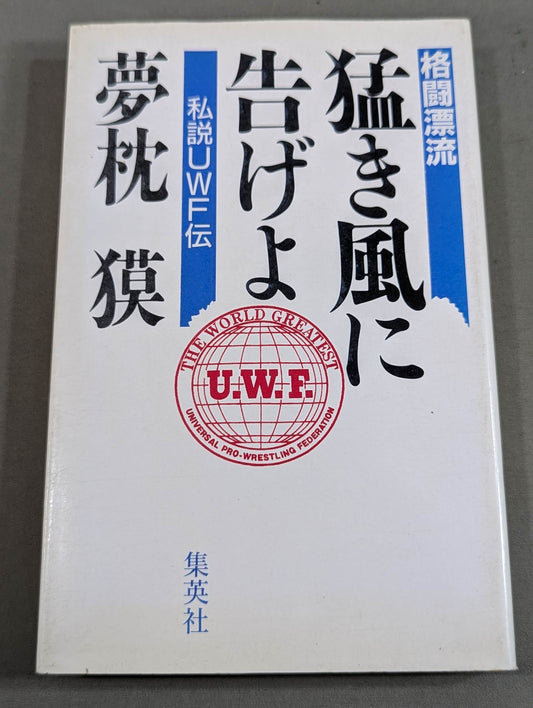 格闘漂流
猛き風に
告げよ
私説UWF伝
夢枕 獏
THE WORLD GREATEST
U.W.F.
UNIVERSAL PRO-WRESTLING FEDERATION
集英社